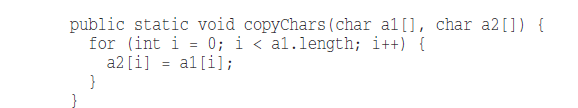 public static void copyChars(char a1[], char a2[]) {
  for (int i = 0; i < a1.length; i++) {
    a2[i] = a1[i];
  }
}